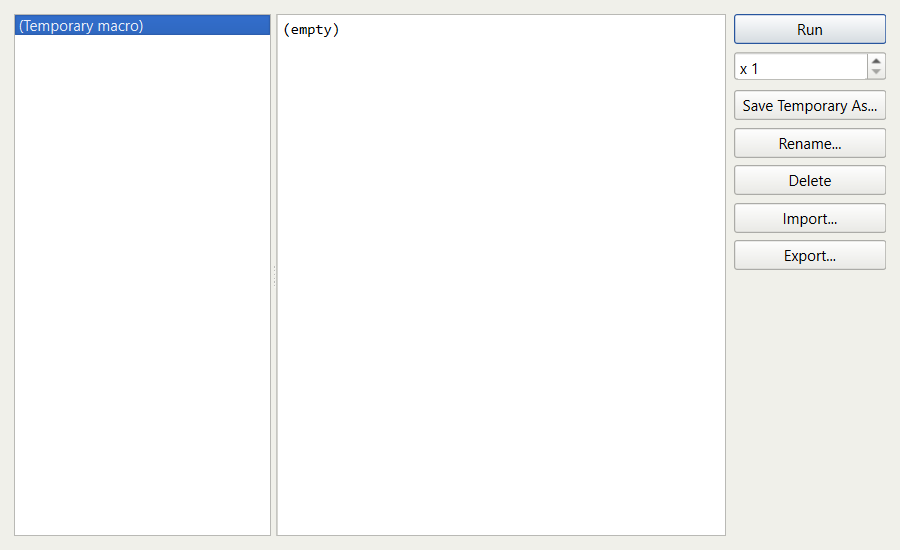 (Temporary macro)
(empty)
Run
x 1
Save Temporary As...
Rename...
Delete
Import...
Export...